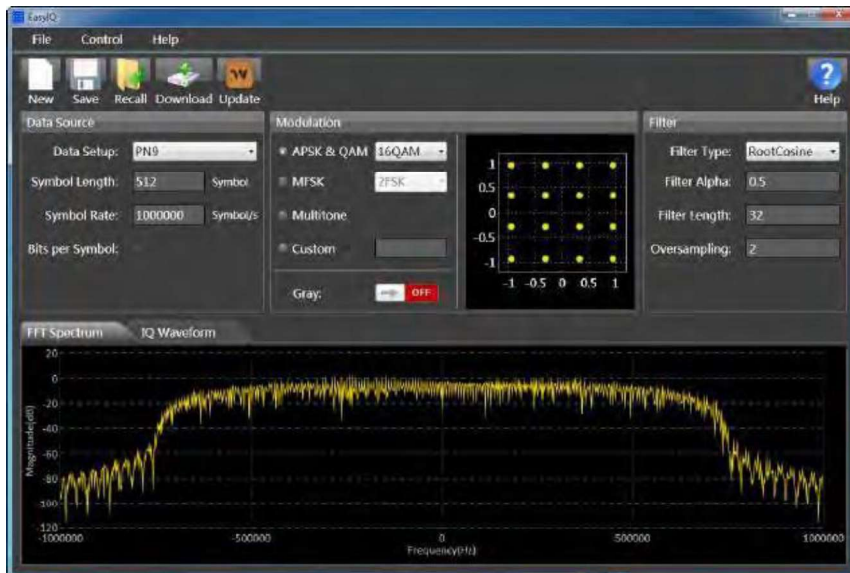 EasyIQ
File Control Help
New Save Recall Download Update Help
Data Source
Data Setup: PN9
Symbol Length: 512 Symbol
Symbol Rate: 1000000 Symbol/s
Bits per Symbol:
Modulation
APSK & QAM 16QAM
MFSK 2FSK
Multitone
Custom
Gray: OFF
1
0.5
0
-0.5
-1
-1 -0.5 0 0.5 1
Filter
Filter Type: RootCosine
Filter Alpha: 0.5
Filter Length: 32
Oversampling: 2
FFT Spectrum IQ Waveform
Magnitude(dB)
20
0
-20
-40
-60
-80
-100
-120
-1000000 -500000 0 500000 1000000
Frequency(Hz)